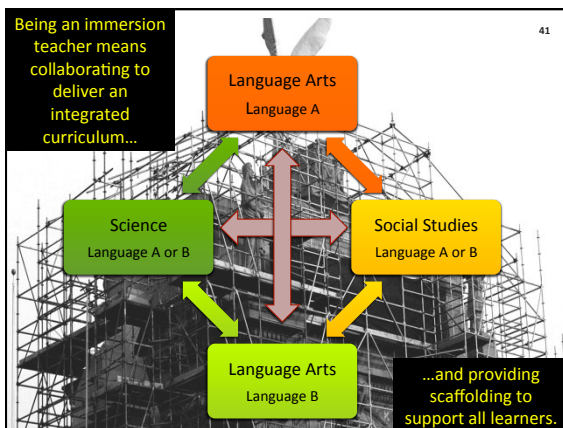 Being an immersion
teacher means
collaborating to
deliver an
integrated
curriculum…
41
Language Arts
Language A
Science
Language A or B
Social Studies
Language A or B
Language Arts
Language B
…and providing
scaffolding to
support all learners.